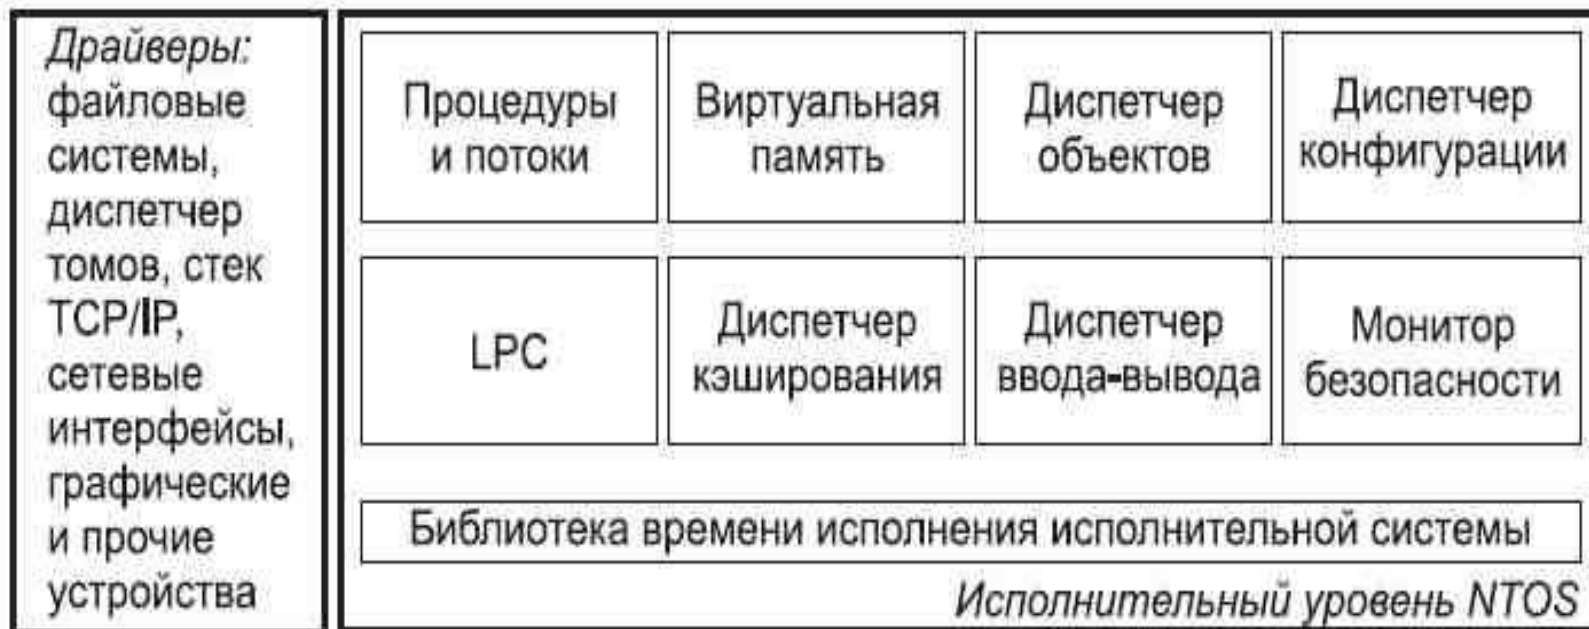 Драйверы:
файловые
системы,
диспетчер
томов, стек
TCP/IP,
сетевые
интерфейсы,
графические
и прочие
устройства
Процедуры
и потоки
Виртуальная
память
Диспетчер
объектов
Диспетчер
конфигурации
LPC
Диспетчер
кэширования
Диспетчер
ввода-вывода
Монитор
безопасности
Библиотека времени исполнения исполнительной системы
Исполнительный уровень NTOS